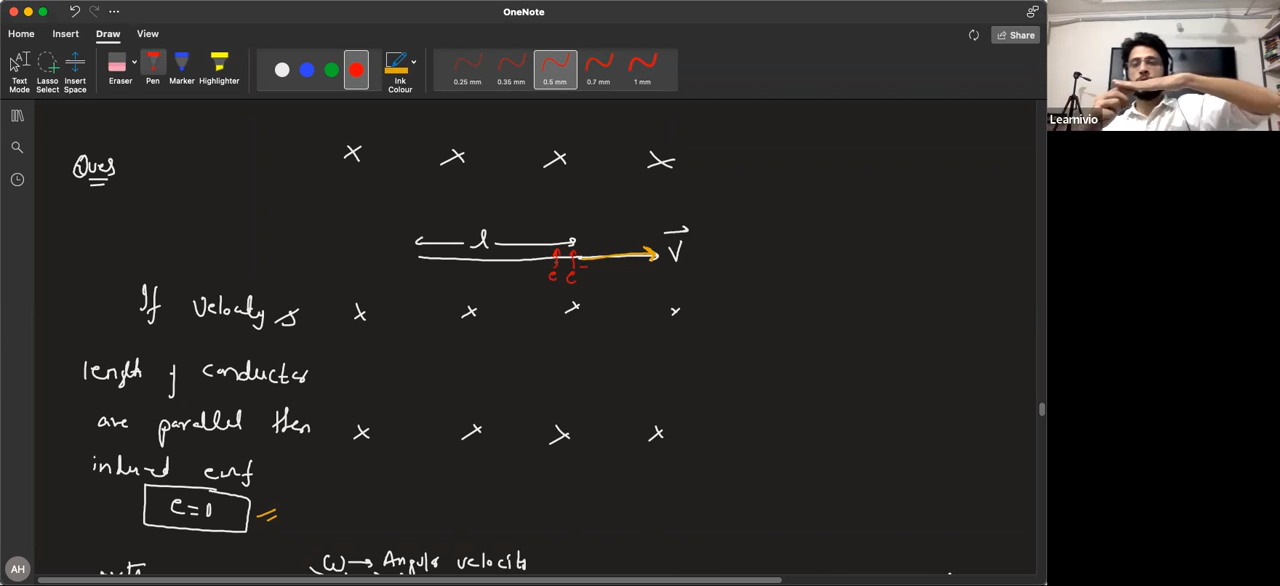 OneNote
Home Insert Draw View
Share
Text Mode
Lasso Select
Insert Space
Eraser
Pen
Marker
Highlighter
Ink Colour
0.25 mm
0.35 mm
0.5 mm
0.7 mm
1 mm
Learnivio
Ques
x x x x
l
V
e e
If Velocity &
x x x x
length of conductor
are parallel then
x x x x
induced emf
e=0
ω → Angular velocity
AH